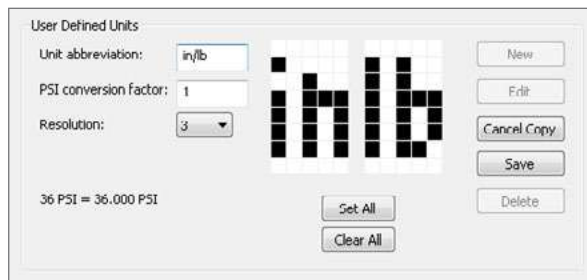 User Defined Units
Unit abbreviation: in/lb
PSI conversion factor: 1
Resolution: 3
36 PSI = 36.000 PSI
inlb
Set All
Clear All
New
Edit
Cancel Copy
Save
Delete